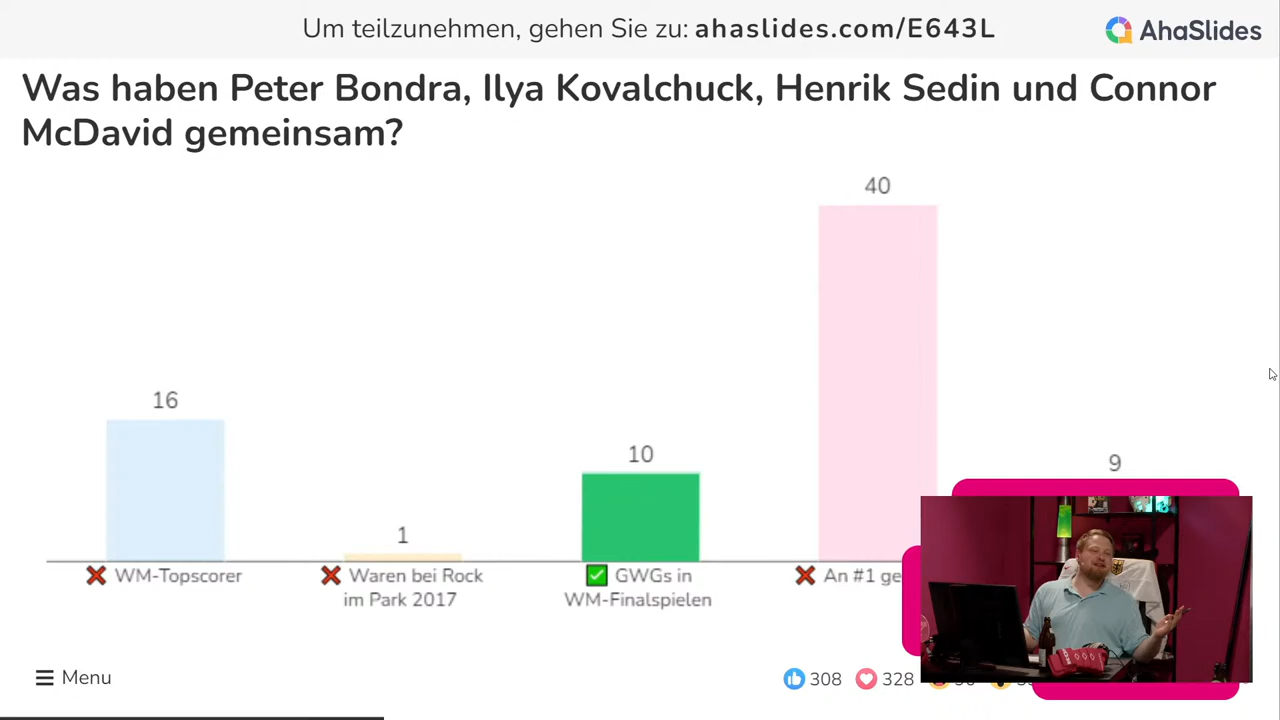 Um teilzunehmen, gehen Sie zu: ahaslides.com/E643L
AhaSlides
Was haben Peter Bondra, Ilya Kovalchuck, Henrik Sedin und Connor
McDavid gemeinsam?
40
16
10
9
1
WM-Topscorer
Waren bei Rock
im Park 2017
GWGs in
WM-Finalspielen
An #1 ge
Menu
308
328